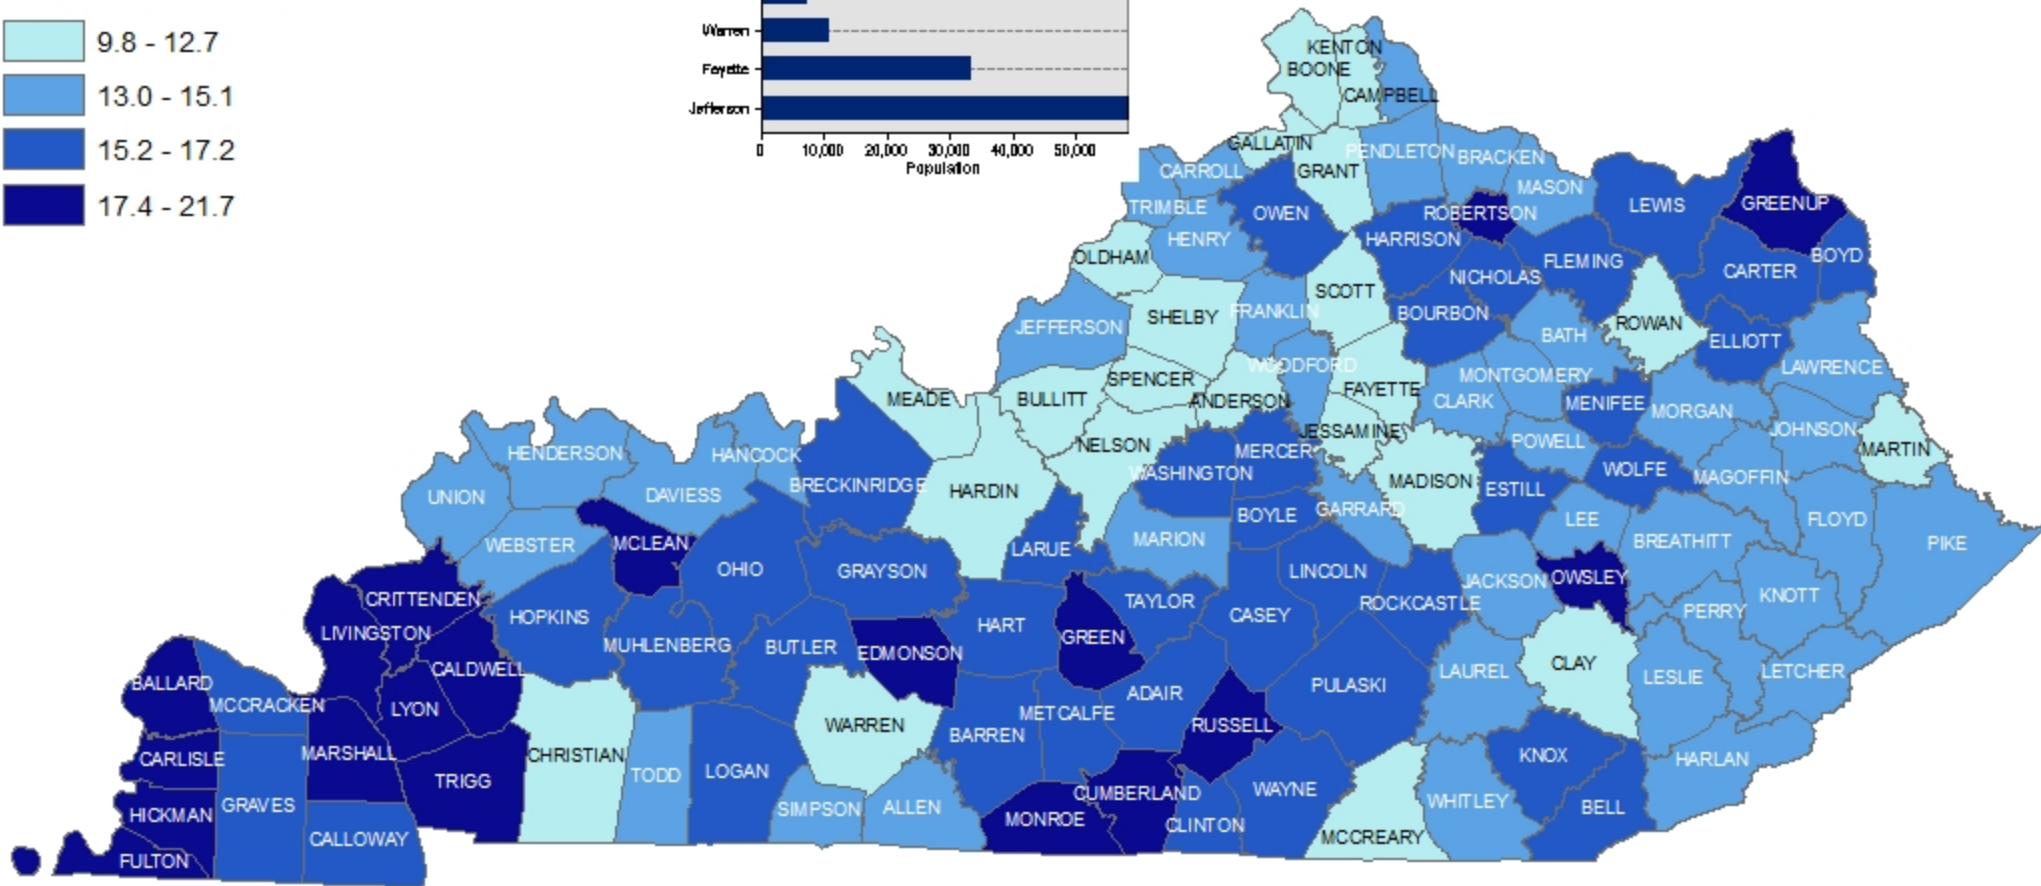 9.8 - 12.7
13.0 - 15.1
15.2 - 17.2
17.4 - 21.7
Warren
Fayette
Jefferson
0 10,000 20,000 30,000 40,000 50,000
Population
KENTON
BOONE
CAMPBELL
GALLATIN
PENDLETON
BRACKEN
CARROLL
GRANT
MASON
TRIMBLE
OWEN
ROBERTSON
LEWIS
GREENUP
HENRY
HARRISON
OLDHAM
FLEMING
BOYD
NICHOLAS
CARTER
SCOTT
SHELBY
FRANKLIN
BOURBON
JEFFERSON
ROWAN
BATH
ELLIOTT
WOODFORD
LAWRENCE
SPENCER
MONTGOMERY
FAYETTE
MEADE
BULLITT
ANDERSON
CLARK
MENIFEE
MORGAN
JESSAMINE
JOHNSON
NELSON
POWELL
MARTIN
HENDERSON
HANCOCK
MERCER
WASHINGTON
WOLFE
MAGOFFIN
BRECKINRIDGE
HARDIN
MADISON
ESTILL
UNION
DAVIESS
BOYLE
GARRARD
LEE
FLOYD
WEBSTER
MCLEAN
LARUE
MARION
BREATHITT
PIKE
OHIO
GRAYSON
LINCOLN
JACKSON
OWSLEY
CRITTENDEN
TAYLOR
ROCKCASTLE
KNOTT
HOPKINS
CASEY
PERRY
LIVINGSTON
HART
GREEN
MUHLENBERG
BUTLER
EDMONSON
CALDWELL
CLAY
LAUREL
LESLIE
LETCHER
BALLARD
PULASKI
ADAIR
MCCRACKEN
LYON
METCALFE
WARREN
RUSSELL
BARREN
CARLISLE
MARSHALL
CHRISTIAN
KNOX
HARLAN
TRIGG
TODD
LOGAN
CUMBERLAND
WAYNE
HICKMAN
GRAVES
SIMPSON
ALLEN
MONROE
WHITLEY
BELL
CLINTON
CALLOWAY
MCCREARY
FULTON